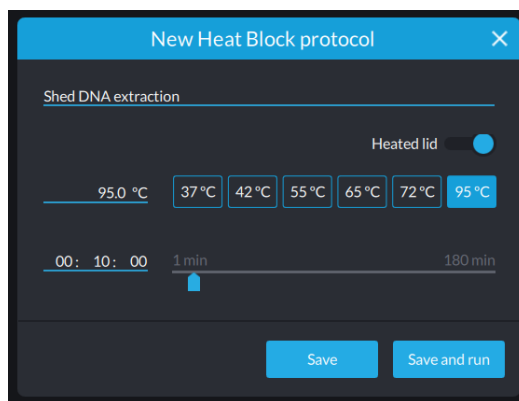 New Heat Block protocol
Shed DNA extraction
Heated lid
95.0 °C 37 °C 42 °C 55 °C 65 °C 72 °C 95 °C
00: 10: 00 1 min 180 min
Save Save and run